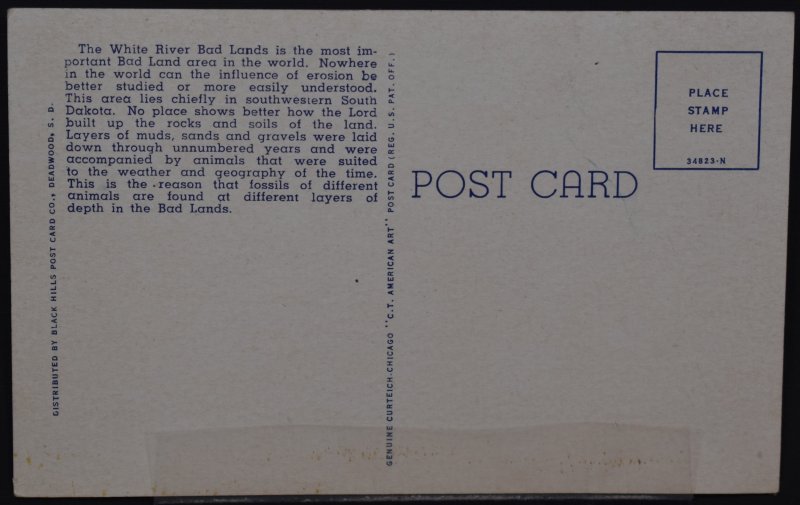 The White River Bad Lands is the most im-
portant Bad Land area in the world. Nowhere
in the world can the influence of erosion be
better studied or more easily understood.
This area lies chiefly in southwestern South
Dakota. No place shows better how the Lord
built up the rocks and soils of the land.
Layers of muds, sands and gravels were laid
down through unnumbered years and were
accompanied by animals that were suited
to the weather and geography of the time.
This is the reason that fossils of different
animals are found at different layers of
depth in the Bad Lands.
DISTRIBUTED BY BLACK HILLS POST CARD CO., DEADWOOD, S. D.
GENUINE CURTEICH-CHICAGO "C.T. AMERICAN ART" POST CARD (REG. U.S. PAT. OFF.)
POST CARD
PLACE
STAMP
HERE
34823-N